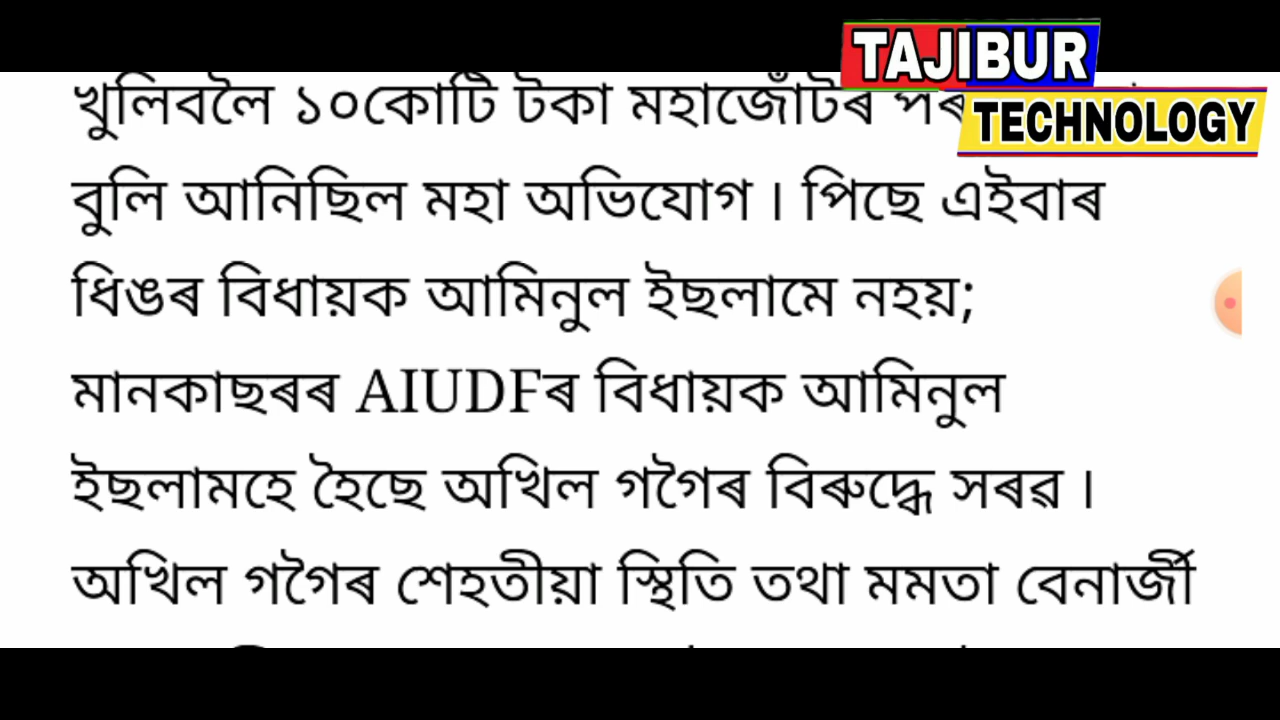 TAJIBUR
TECHNOLOGY
খুলিবলৈ ১০কোটি টকা মহাজোঁটৰ
বুলি আনিছিল মহা অভিযোগ। পিছে এইবাৰ
ধিঙৰ বিধায়ক আমিনুল ইছলামে নহয়;
মানকাছৰৰ AIUDFৰ বিধায়ক আমিনুল
ইছলামহে হৈছে অখিল গগৈৰ বিৰুদ্ধে সৰৱ।
অখিল গগৈৰ শেহতীয়া স্থিতি তথা মমতা বেনাৰ্জী